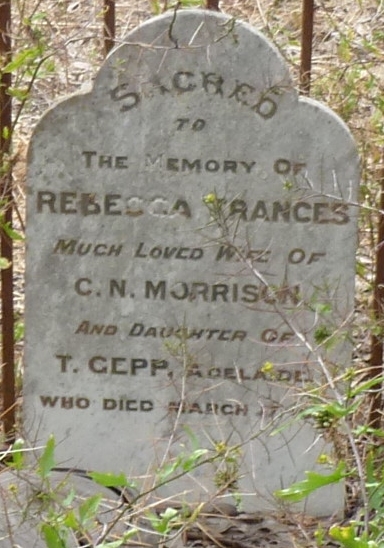 SACRED
TO
THE MEMORY OF
REBECCA FRANCES
MUCH LOVED WIFE OF
C. N. MORRISON
AND DAUGHTER OF
T. GEPP, ADELAIDE,
WHO DIED MARCH